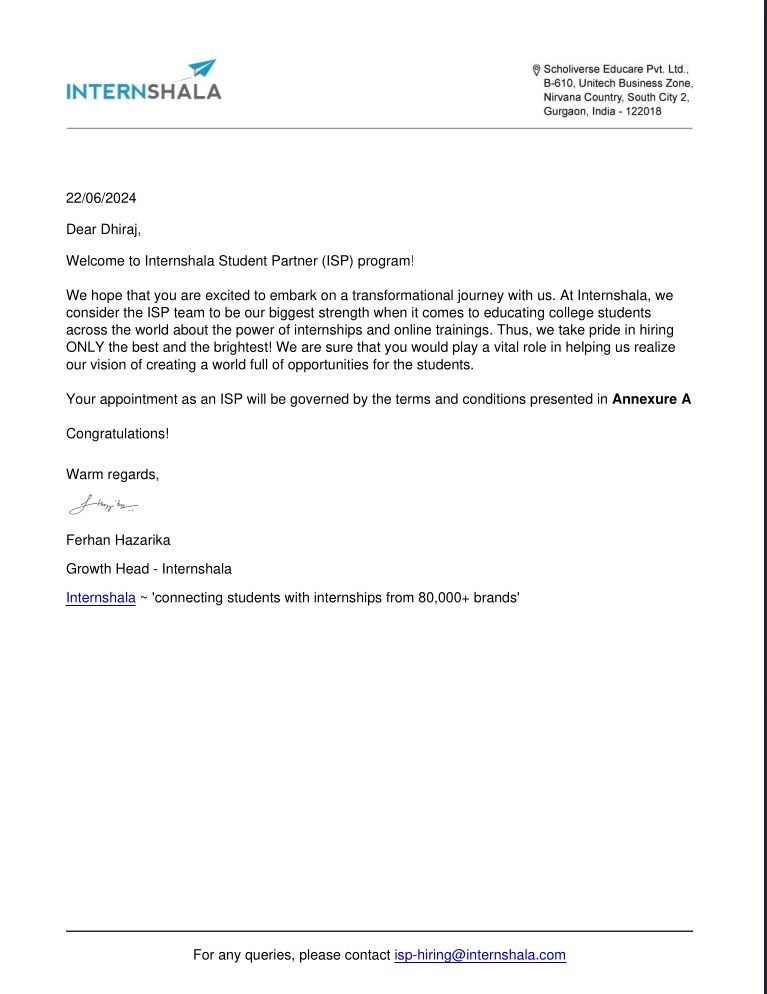 INTERNSHALA
Scholiverse Educare Pvt. Ltd.,
B-610, Unitech Business Zone,
Nirvana Country, South City 2,
Gurgaon, India - 122018
22/06/2024
Dear Dhiraj,
Welcome to Internshala Student Partner (ISP) program!
We hope that you are excited to embark on a transformational journey with us. At Internshala, we
consider the ISP team to be our biggest strength when it comes to educating college students
across the world about the power of internships and online trainings. Thus, we take pride in hiring
ONLY the best and the brightest! We are sure that you would play a vital role in helping us realize
our vision of creating a world full of opportunities for the students.
Your appointment as an ISP will be governed by the terms and conditions presented in Annexure A
Congratulations!
Warm regards,
Ferhan Hazarika
Growth Head - Internshala
Internshala ~ 'connecting students with internships from 80,000+ brands'
For any queries, please contact isp-hiring@internshala.com